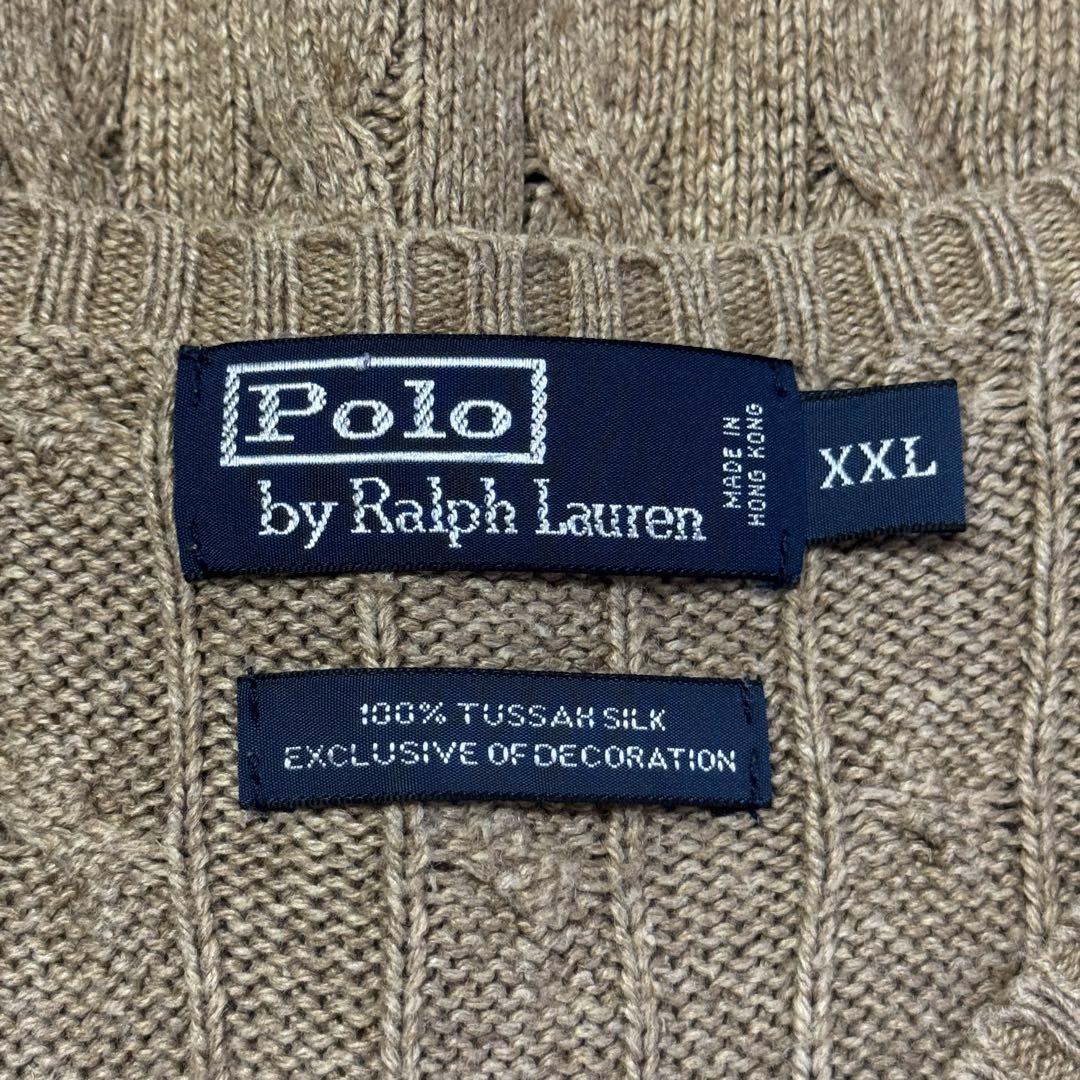 Polo
by Ralph Lauren
MADE IN
HONG KONG
XXL
100% TUSSAH SILK
EXCLUSIVE OF DECORATION